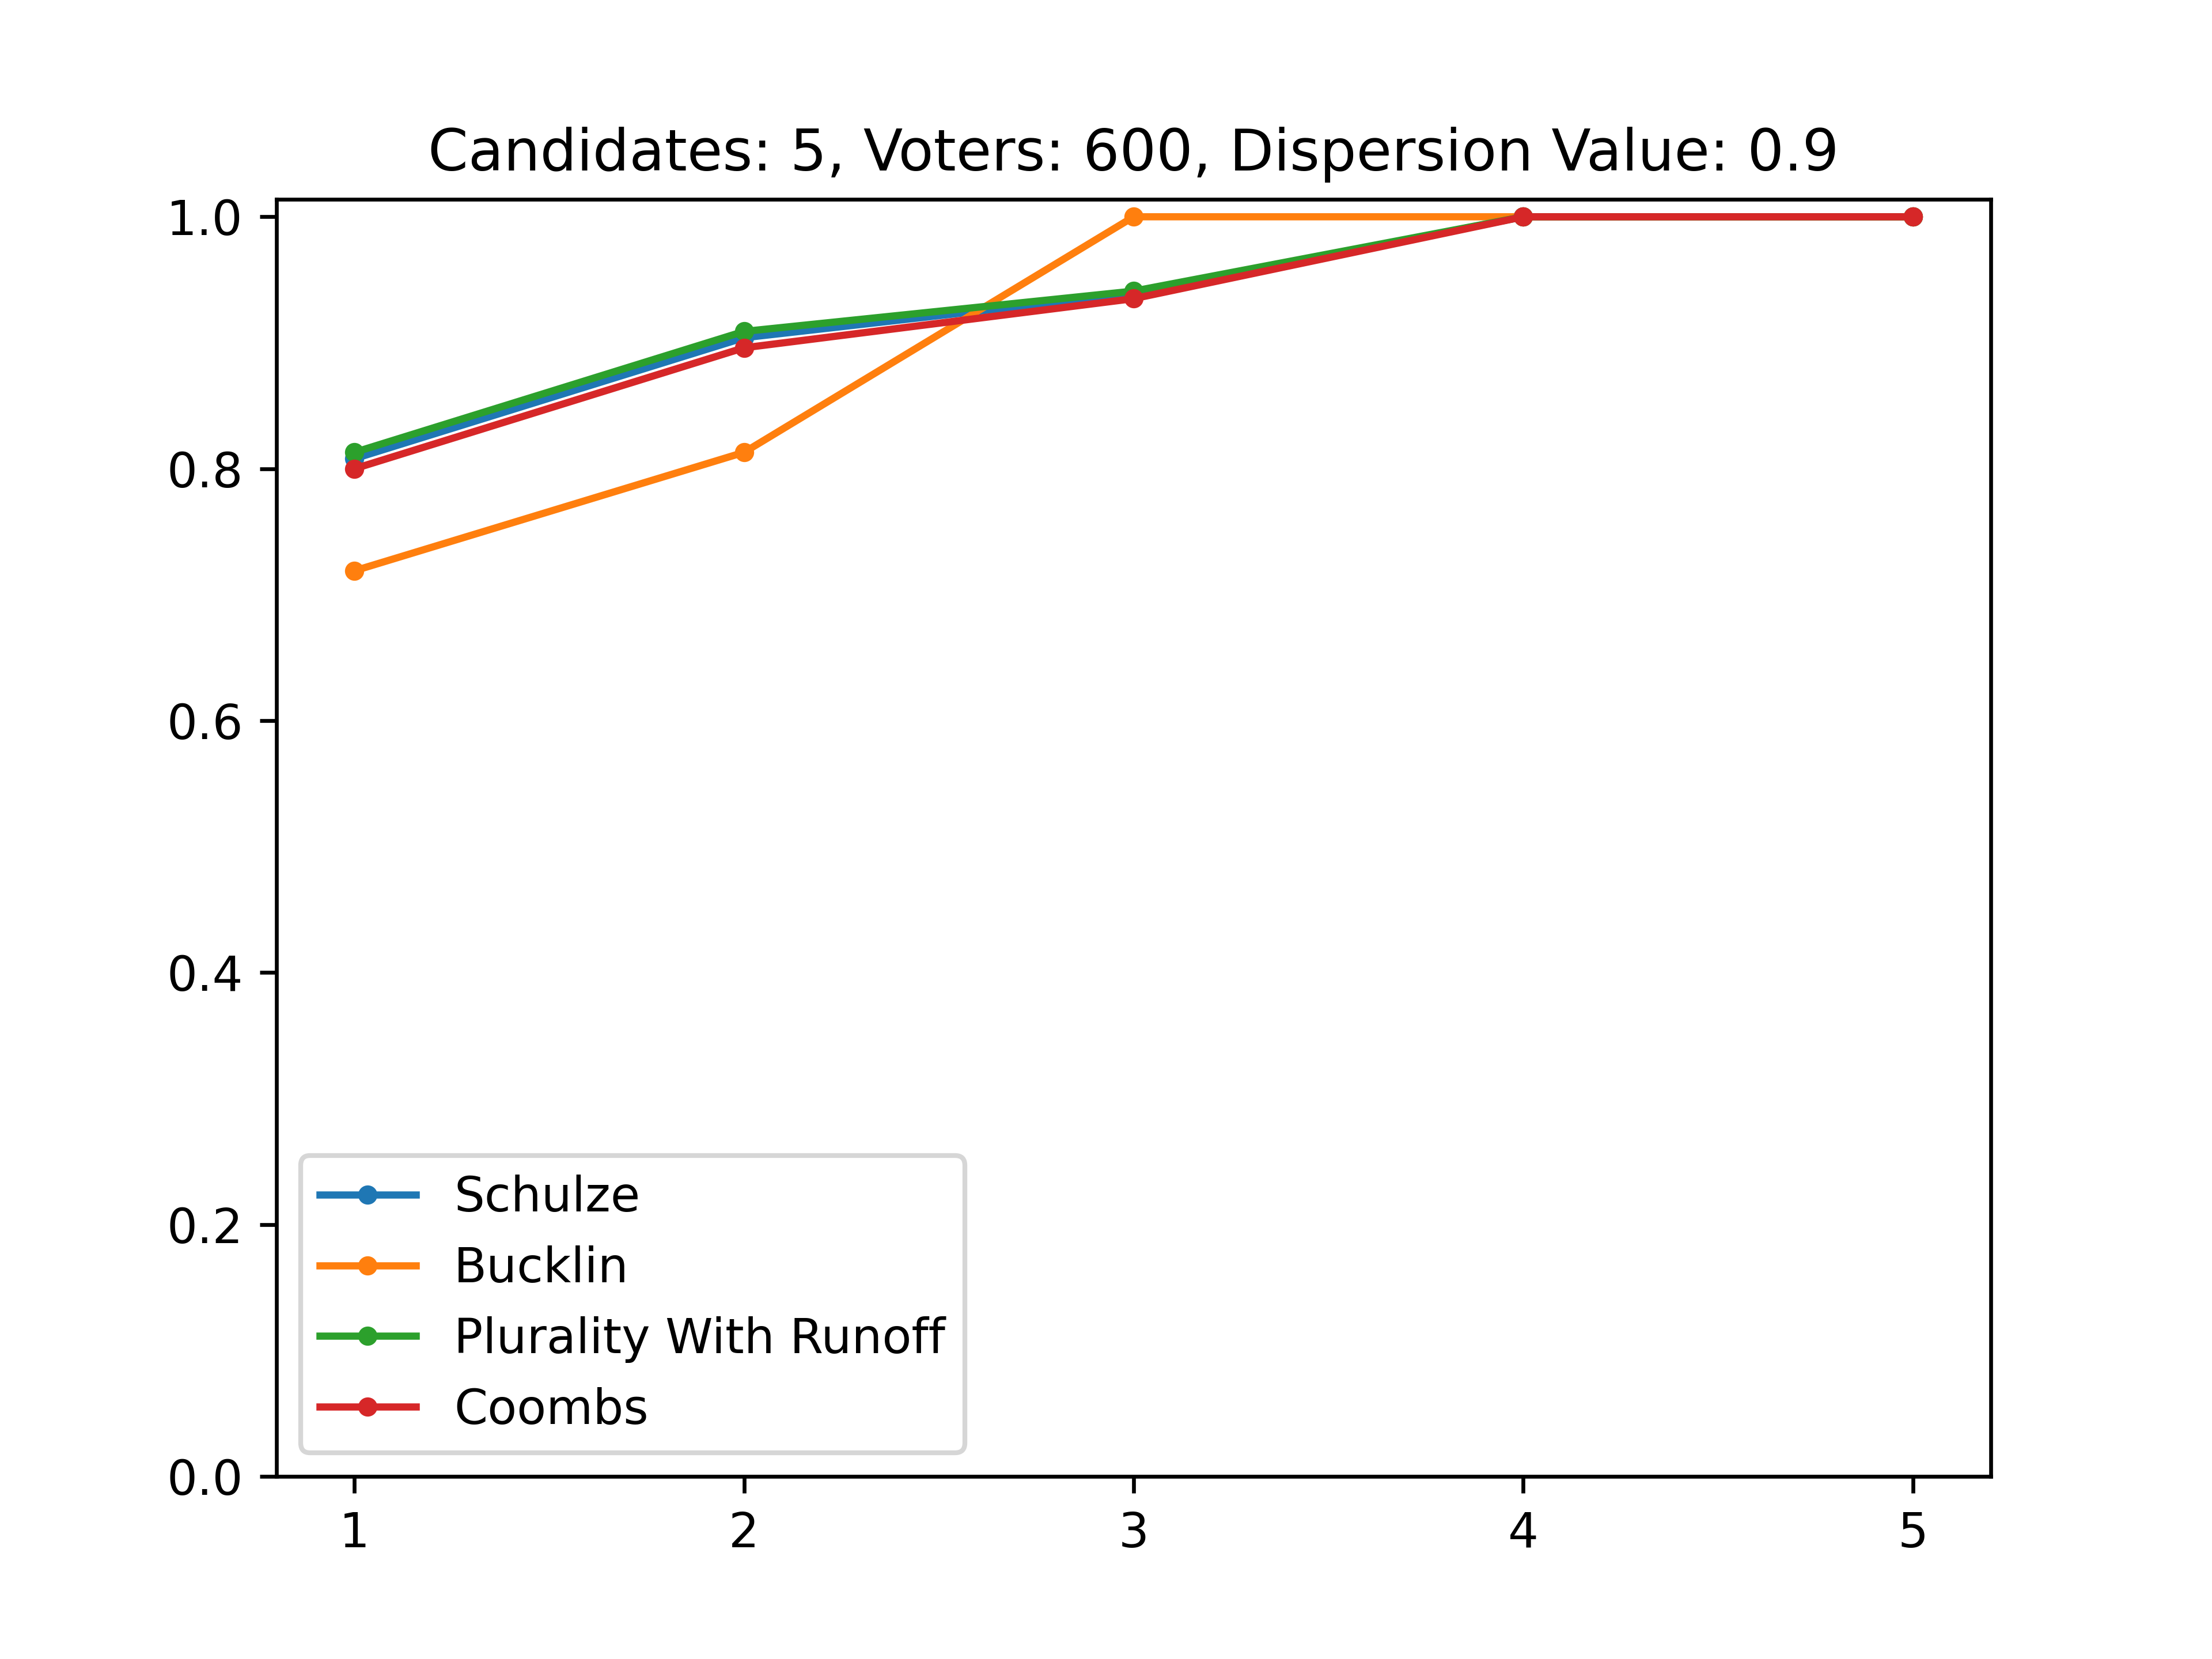 Candidates: 5, Voters: 600, Dispersion Value: 0.9
1.0
0.8
0.6
0.4
0.2
0.0
Schulze
Bucklin
Plurality With Runoff
Coombs
1 2 3 4 5